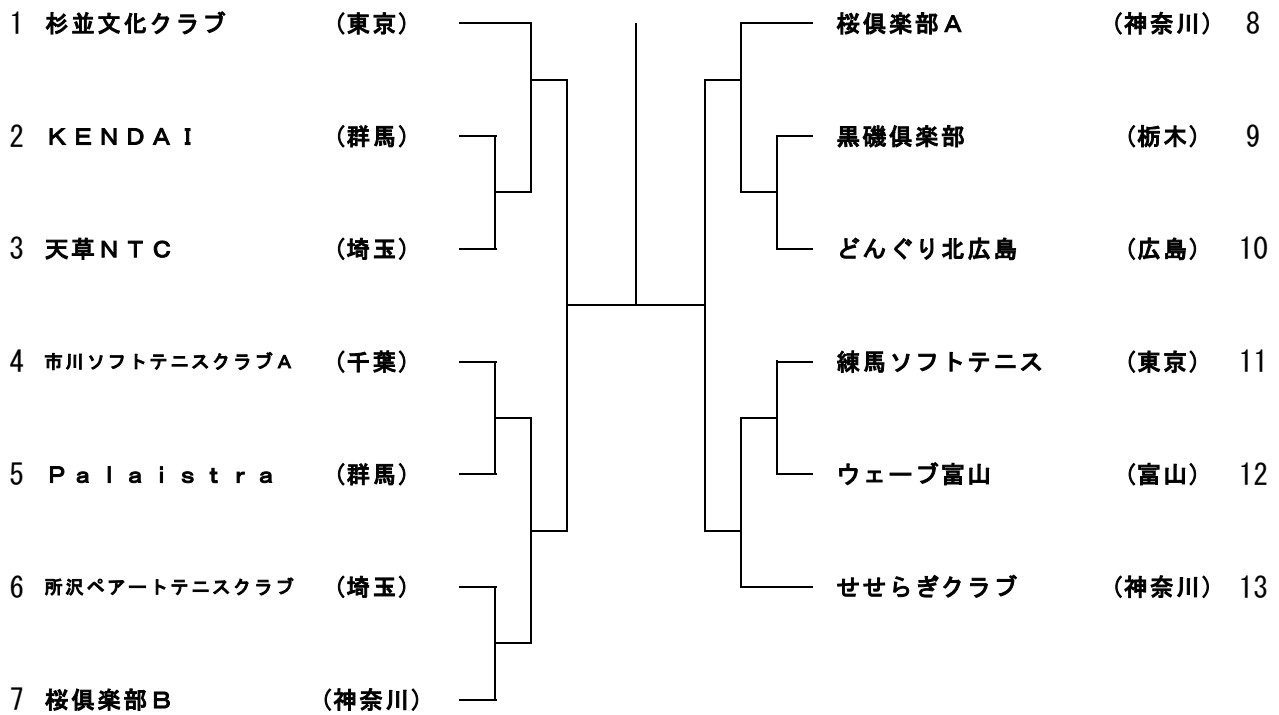 1 杉並文化クラブ (東京)
2 ＫＥＮＤＡＩ (群馬)
3 天草ＮＴＣ (埼玉)
4 市川ソフトテニスクラブＡ (千葉)
5 Ｐａｌａｉｓｔｒａ (群馬)
6 所沢ペアートテニスクラブ (埼玉)
7 桜倶楽部Ｂ (神奈川)
桜倶楽部Ａ (神奈川) 8
黒磯倶楽部 (栃木) 9
どんぐり北広島 (広島) 10
練馬ソフトテニス (東京) 11
ウェーブ富山 (富山) 12
せせらぎクラブ (神奈川) 13